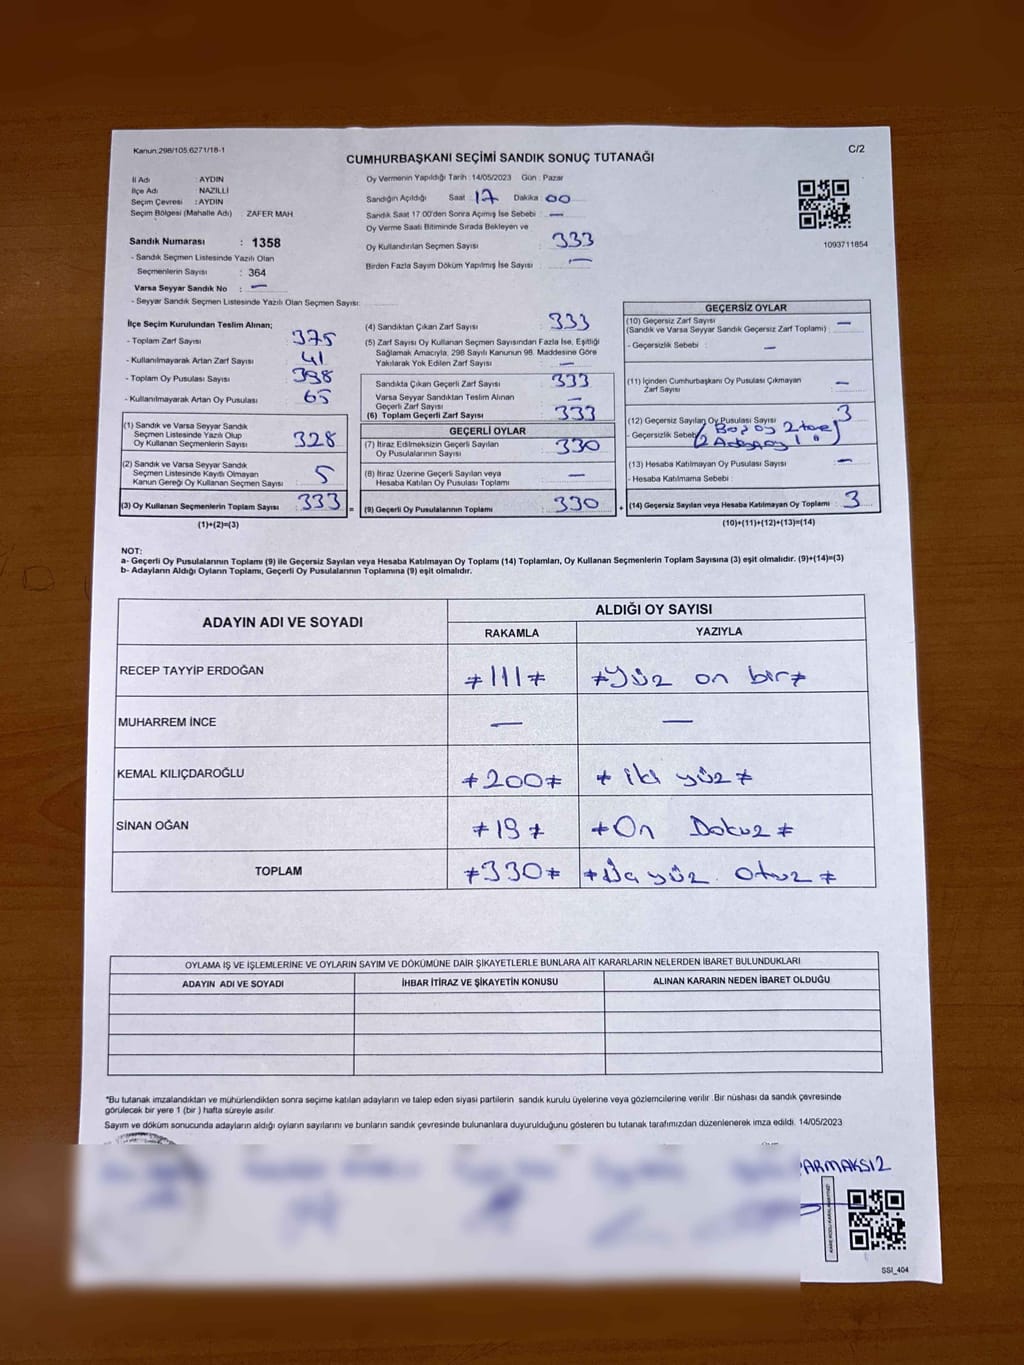 Kanun:298/105,6271/18-1
C/2
CUMHURBAŞKANI SEÇİMİ SANDIK SONUÇ TUTANAĞI
İl Adı : AYDIN
İlçe Adı : NAZİLLİ
Seçim Çevresi : AYDIN
Seçim Bölgesi (Mahalle Adı) : ZAFER MAH
Sandık Numarası : 1358
- Sandık Seçmen Listesinde Yazılı Olan
Seçmenlerin Sayısı : 364
Varsa Seyyar Sandık No : —
- Seyyar Sandık Seçmen Listesinde Yazılı Olan Seçmen Sayısı:
Oy Vermenin Yapıldığı Tarih :14/05/2023 Gün : Pazar
Sandığın Açıldığı Saat 17 Dakika 00
Sandık Saat 17:00'den Sonra Açımış İse Sebebi : —
Oy Verme Saati Bitiminde Sırada Bekleyen ve
Oy Kullandırılan Seçmen Sayısı : 333
Birden Fazla Sayım Döküm Yapılmış İse Sayısı : —
1093711854
İlçe Seçim Kurulundan Teslim Alınan;
- Toplam Zarf Sayısı : 375
- Kullanılmayarak Artan Zarf Sayısı : 41
- Toplam Oy Pusulası Sayısı : 398
- Kullanılmayarak Artan Oy Pusulası : 65
(1) Sandık ve Varsa Seyyar Sandık
Seçmen Listesinde Yazılı Olup
Oy Kullanan Seçmenlerin Sayısı : 328
(2) Sandık ve Varsa Seyyar Sandık
Seçmen Listesinde Kayıtlı Olmayan
Kanun Gereği Oy Kullanan Seçmen Sayısı : 5
(3) Oy Kullanan Seçmenlerin Toplam Sayısı : 333 =
(1)+(2)=(3)
(4) Sandıktan Çıkan Zarf Sayısı : 333
(5) Zarf Sayısı Oy Kullanan Seçmen Sayısından Fazla İse, Eşitliği
Sağlamak Amacıyla, 298 Sayılı Kanunun 98. Maddesine Göre
Yakılarak Yok Edilen Zarf Sayısı : —
Sandıkta Çıkan Geçerli Zarf Sayısı : 333
Varsa Seyyar Sandıktan Teslim Alınan
Geçerli Zarf Sayısı : —
(6) Toplam Geçerli Zarf Sayısı : 333
GEÇERLİ OYLAR
(7) İtiraz Edilmeksizin Geçerli Sayılan
Oy Pusulalarının Sayısı : 330
(8) İtiraz Üzerine Geçerli Sayılan veya
Hesaba Katılan Oy Pusulası Toplamı : —
(9) Geçerli Oy Pusulalarının Toplamı : 330 +
GEÇERSİZ OYLAR
(10) Geçersiz Zarf Sayısı
(Sandık ve Varsa Seyyar Sandık Geçersiz Zarf Toplamı) : —
- Geçersizlik Sebebi : —
(11) İçinden Cumhurbaşkanı Oy Pusulası Çıkmayan
Zarf Sayısı : —
(12) Geçersiz Sayılan Oy Pusulası Sayısı : 3
- Geçersizlik Sebebi Boş oy 2 tane
1 "
(13) Hesaba Katılmayan Oy Pusulası Sayısı : —
- Hesaba Katılmama Sebebi :
(14) Geçersiz Sayılan veya Hesaba Katılmayan Oy Toplamı : 3
(10)+(11)+(12)+(13)=(14)
NOT:
a- Geçerli Oy Pusulalarının Toplamı (9) ile Geçersiz Sayılan veya Hesaba Katılmayan Oy Toplamı (14) Toplamları, Oy Kullanan Seçmenlerin Toplam Sayısına (3) eşit olmalıdır. (9)+(14)=(3)
b- Adayların Aldığı Oyların Toplamı, Geçerli Oy Pusulalarının Toplamına (9) eşit olmalıdır.
ADAYIN ADI VE SOYADI ALDIĞI OY SAYISI
RAKAMLA YAZIYLA
RECEP TAYYİP ERDOĞAN ≠111≠ ≠Yüz on bir≠
MUHARREM İNCE — —
KEMAL KILIÇDAROĞLU ≠200≠ ≠ iki yüz ≠
SİNAN OĞAN ≠19≠ ≠On Dokuz ≠
TOPLAM ≠330≠ ≠Üç yüz otuz ≠
OYLAMA İŞ VE İŞLEMLERİNE VE OYLARIN SAYIM VE DÖKÜMÜNE DAİR ŞİKAYETLERLE BUNLARA AİT KARARLARIN NELERDEN İBARET BULUNDUKLARI
ADAYIN ADI VE SOYADI İHBAR İTİRAZ VE ŞİKAYETİN KONUSU ALINAN KARARIN NEDEN İBARET OLDUĞU
*Bu tutanak imzalandıktan ve mühürlendikten sonra seçime katılan adayların ve talep eden siyasi partilerin sandık kurulu üyelerine veya gözlemcilerine verilir .Bir nüshası da sandık çevresinde
görülecek bir yere 1 (bir ) hafta süreyle asılır.
Sayım ve döküm sonucunda adayların aldığı oyların sayılarını ve bunların sandık çevresinde bulunanlara duyurulduğunu gösteren bu tutanak tarafımızdan düzenlenerek imza edildi. 14/05/2023
ARMAKSIZ
SSI_404